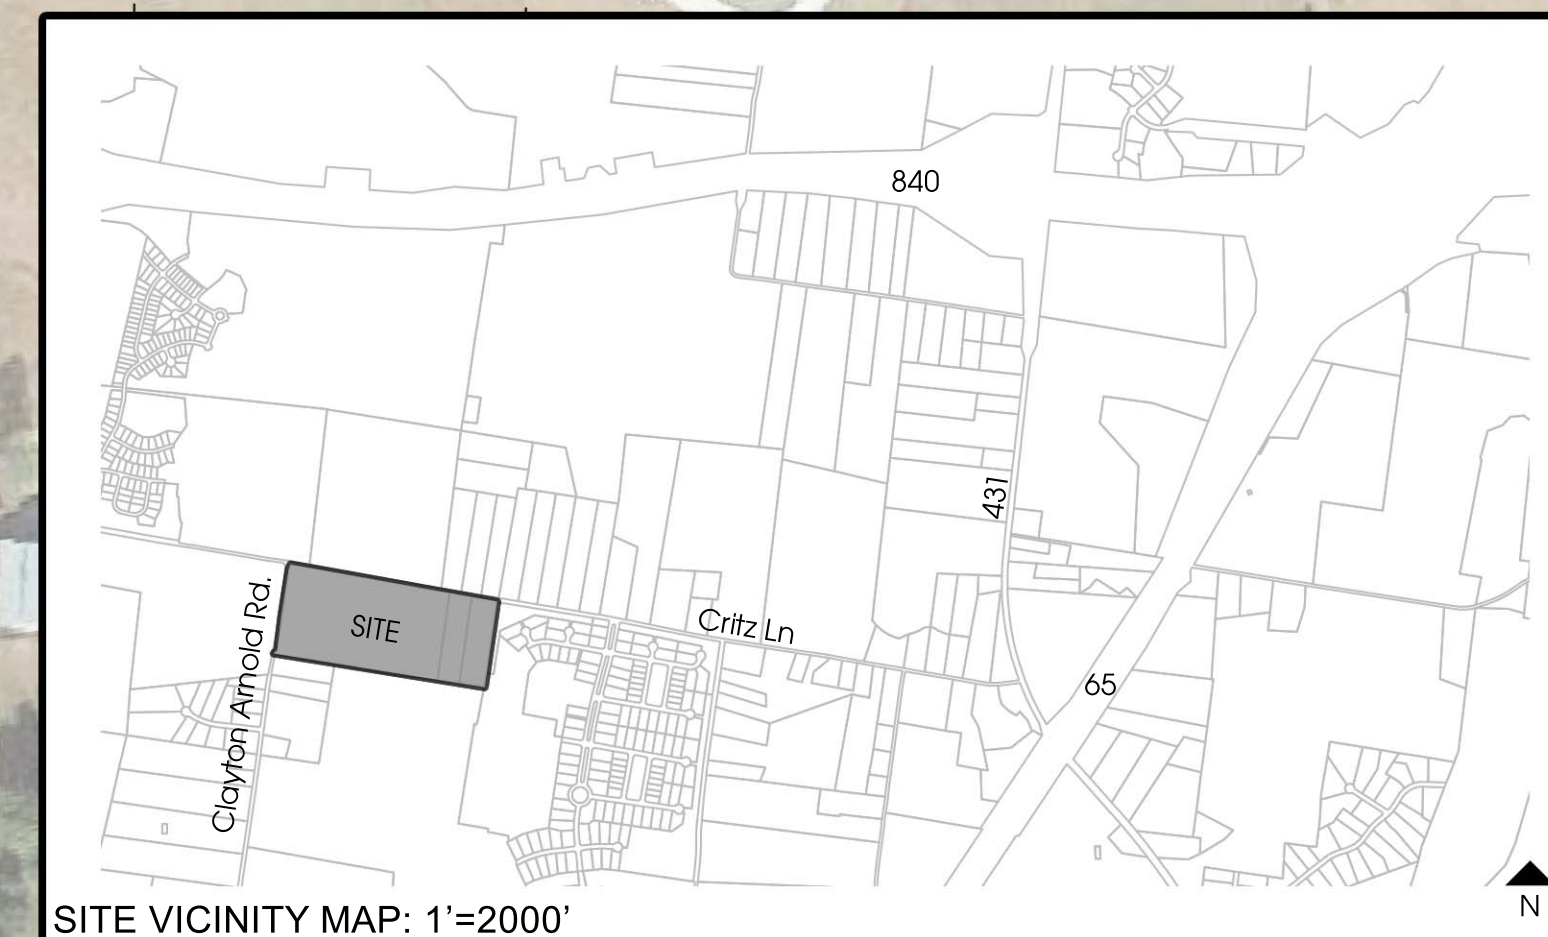 840
431
SITE
Critz Ln
Clayton Arnold Rd.
65
N
SITE VICINITY MAP: 1’=2000’